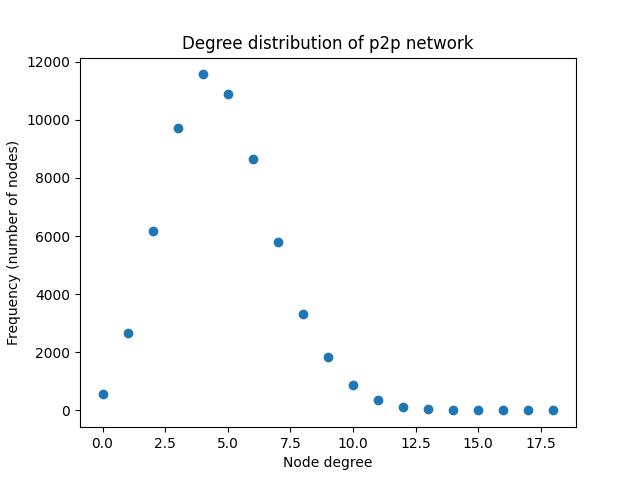 Degree distribution of p2p network
12000
10000
8000
6000
4000
2000
0
Frequency (number of nodes)
0.0 2.5 5.0 7.5 10.0 12.5 15.0 17.5
Node degree